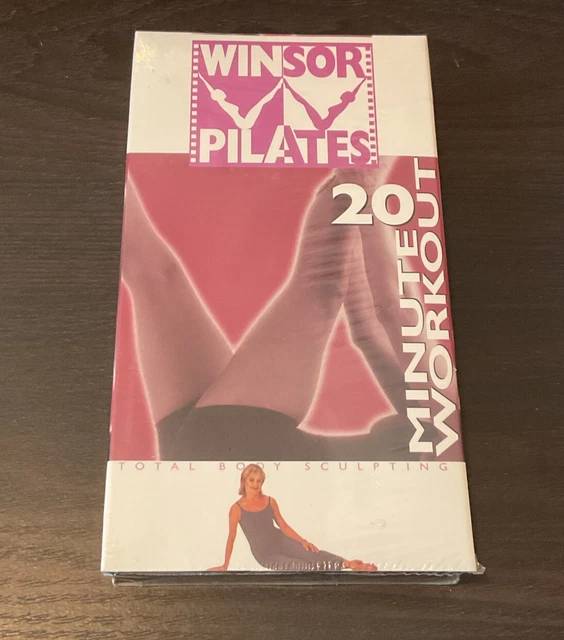 WINSOR
PILATES
20
MINUTE
WORKOUT
TOTAL BODY SCULPTING